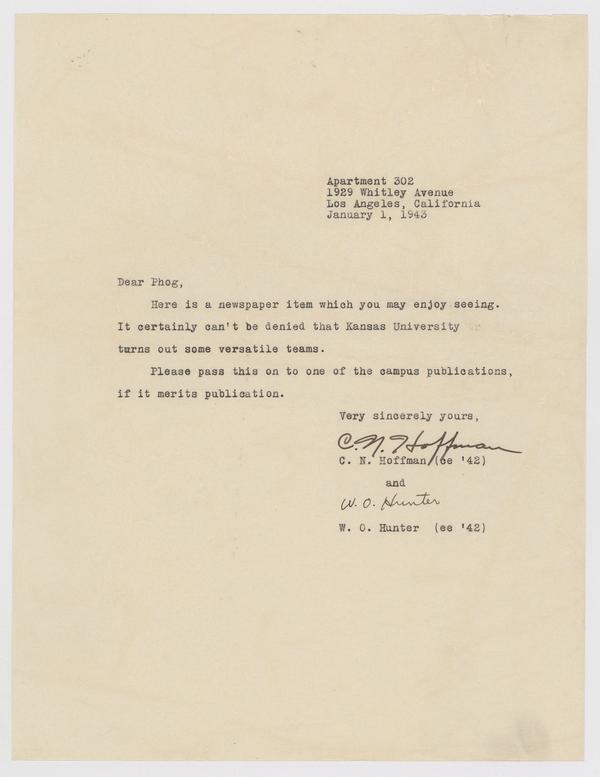 Apartment 302
1929 Whitley Avenue
Los Angeles, California
January 1, 1943
Dear Phog,
Here is a newspaper item which you may enjoy seeing.
It certainly can't be denied that Kansas University
turns out some versatile teams.
Please pass this on to one of the campus publications,
if it merits publication.
Very sincerely yours,
C. N. Hoffman
C. N. Hoffman (ee '42)
and
W. O. Hunter
W. O. Hunter (ee '42)